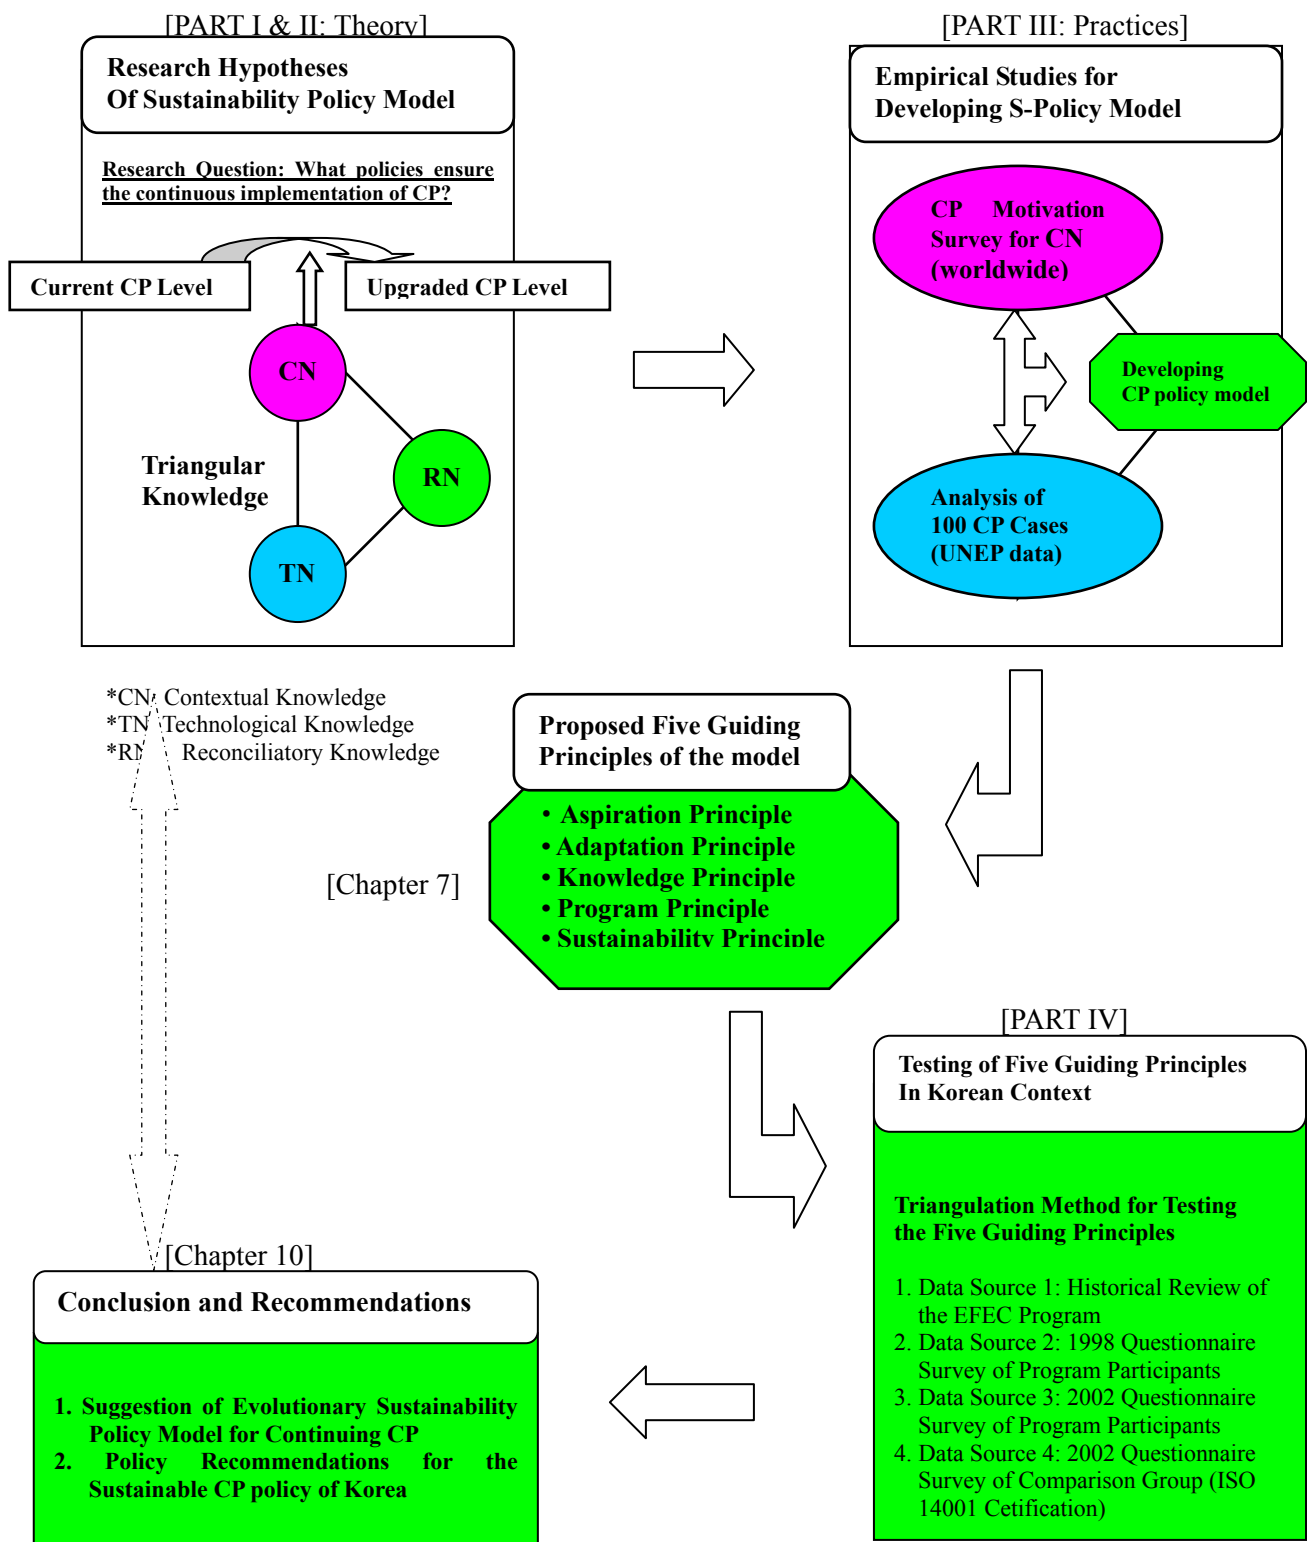 [PART I & II: Theory]
Research Hypotheses
Of Sustainability Policy Model
Research Question: What policies ensure
the continuous implementation of CP?
Current CP Level
Upgraded CP Level
CN
Triangular
Knowledge
RN
TN
*CN: Contextual Knowledge
*TN: Technological Knowledge
*RN: Reconciliatory Knowledge
[PART III: Practices]
Empirical Studies for
Developing S-Policy Model
CP Motivation
Survey for CN
(worldwide)
Developing
CP policy model
Analysis of
100 CP Cases
(UNEP data)
Proposed Five Guiding
Principles of the model
• Aspiration Principle
• Adaptation Principle
• Knowledge Principle
• Program Principle
• Sustainability Principle
[Chapter 7]
[PART IV]
Testing of Five Guiding Principles
In Korean Context
Triangulation Method for Testing
the Five Guiding Principles
1. Data Source 1: Historical Review of
the EFEC Program
2. Data Source 2: 1998 Questionnaire
Survey of Program Participants
3. Data Source 3: 2002 Questionnaire
Survey of Program Participants
4. Data Source 4: 2002 Questionnaire
Survey of Comparison Group (ISO
14001 Cetification)
[Chapter 10]
Conclusion and Recommendations
1. Suggestion of Evolutionary Sustainability
Policy Model for Continuing CP
2. Policy Recommendations for the
Sustainable CP policy of Korea